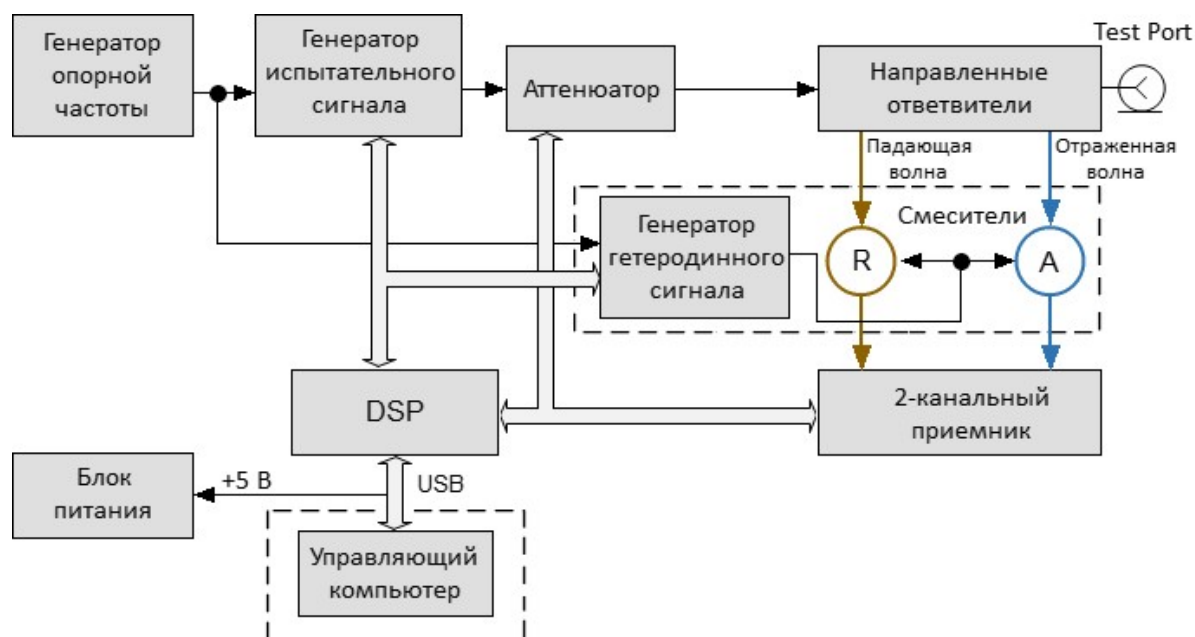 Генератор
опорной
частоты
Генератор
испытательного
сигнала
Аттенюатор
Направленные
ответвители
Test Port
Падающая
волна
Отраженная
волна
Генератор
гетеродинного
сигнала
Смесители
R
A
DSP
2-канальный
приемник
Блок
питания
+5 В
USB
Управляющий
компьютер